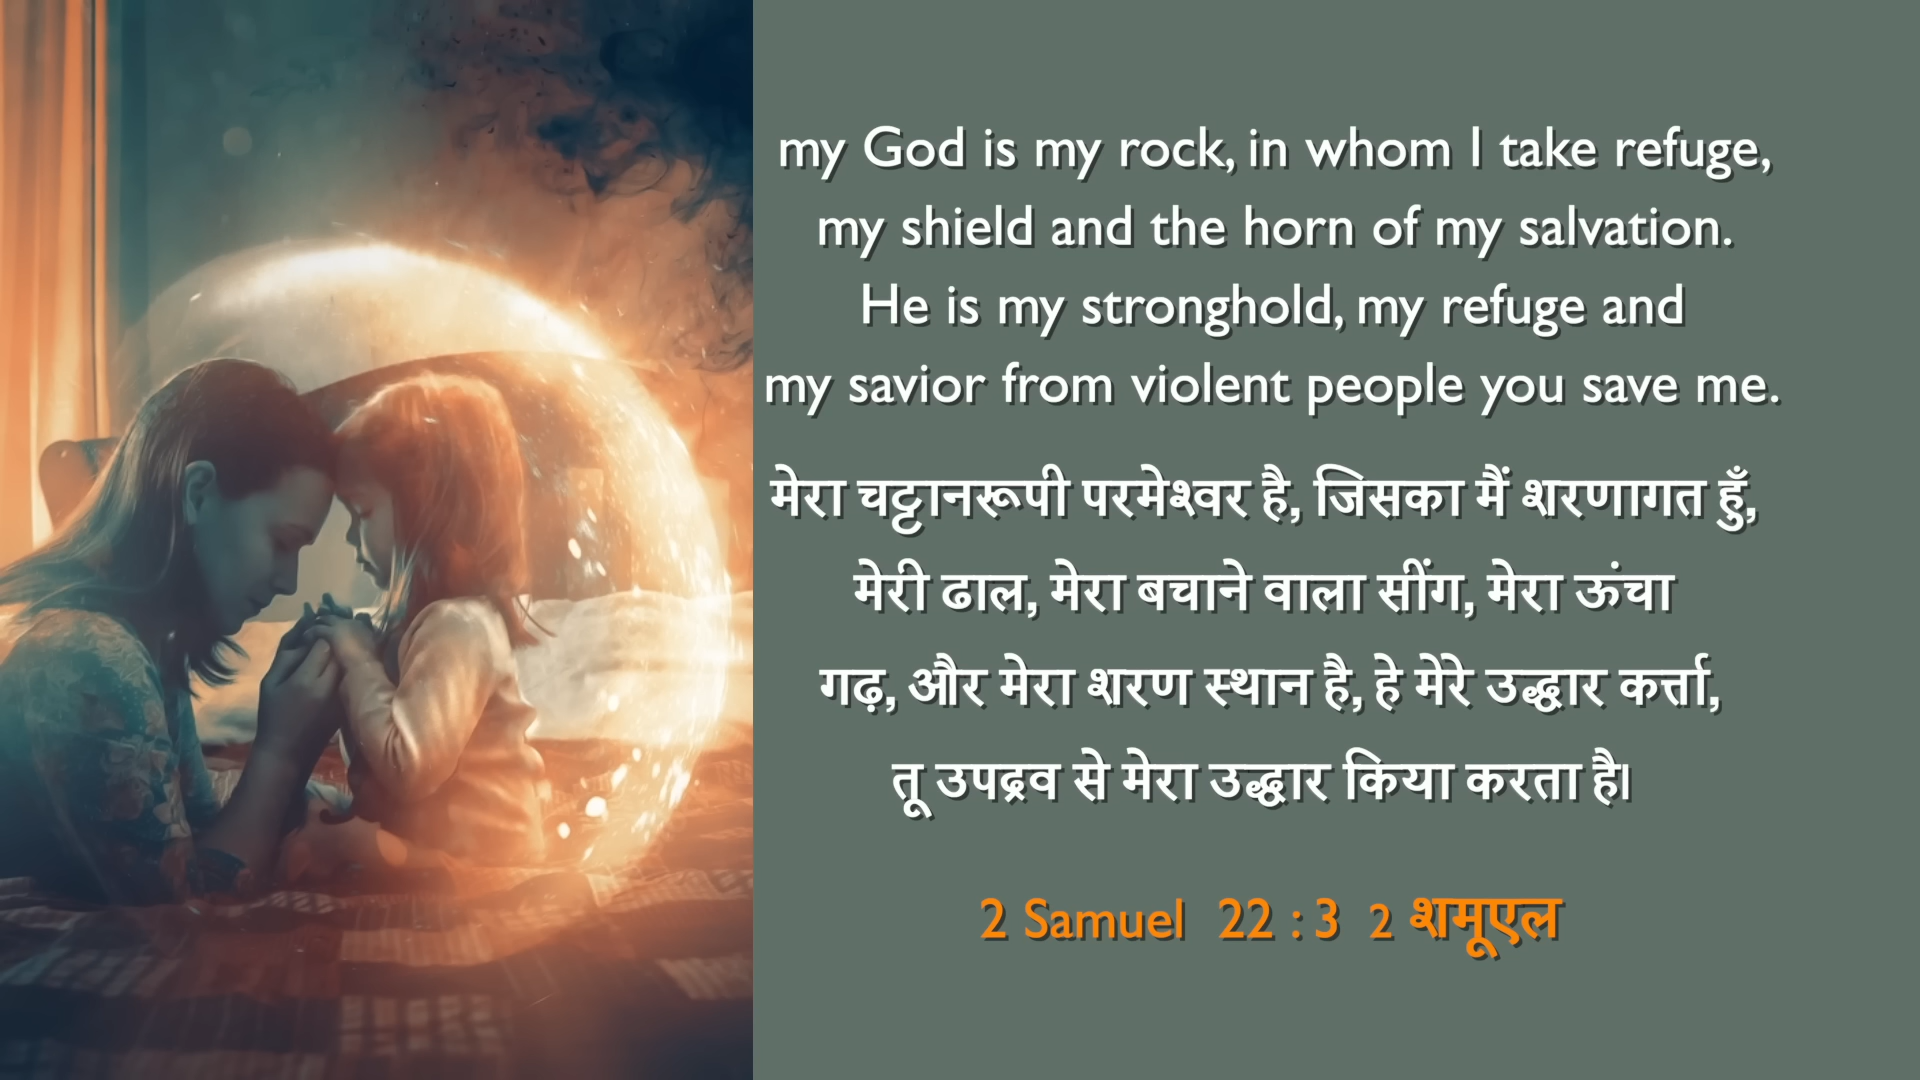 my God is my rock, in whom I take refuge,
my shield and the horn of my salvation.
He is my stronghold, my refuge and
my savior from violent people you save me.
मेरा चट्टानरूपी परमेश्वर है, जिसका मैं शरणागत हुँ,
मेरी ढाल, मेरा बचाने वाला सींग, मेरा ऊंचा
गढ़, और मेरा शरण स्थान है, हे मेरे उद्धार कर्त्ता,
तू उपद्रव से मेरा उद्धार किया करता है।
2 Samuel 22 : 3 2 शमूएल